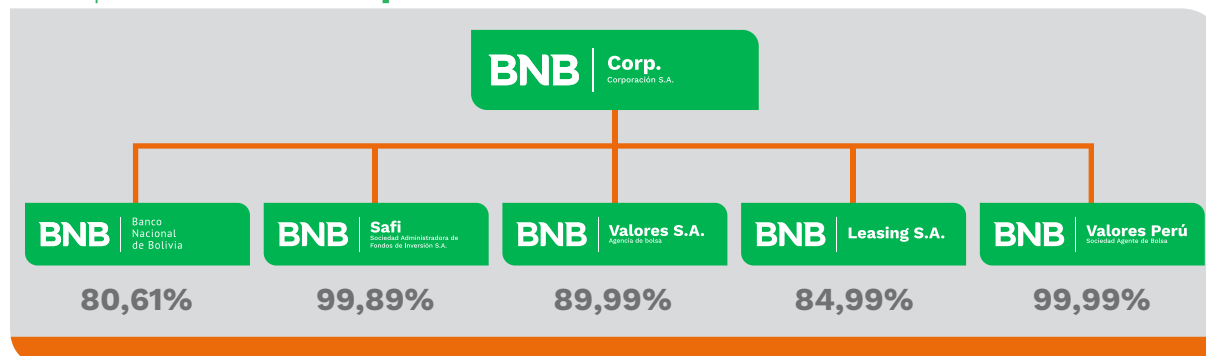 BNB Corp.
Corporación S.A.
BNB Banco
Nacional
de Bolivia
BNB Safi
Sociedad Administradora de
Fondos de Inversión S.A.
BNB Valores S.A.
Agencia de bolsa
BNB Leasing S.A.
BNB Valores Perú
Sociedad Agente de Bolsa
80,61%
99,89%
89,99%
84,99%
99,99%